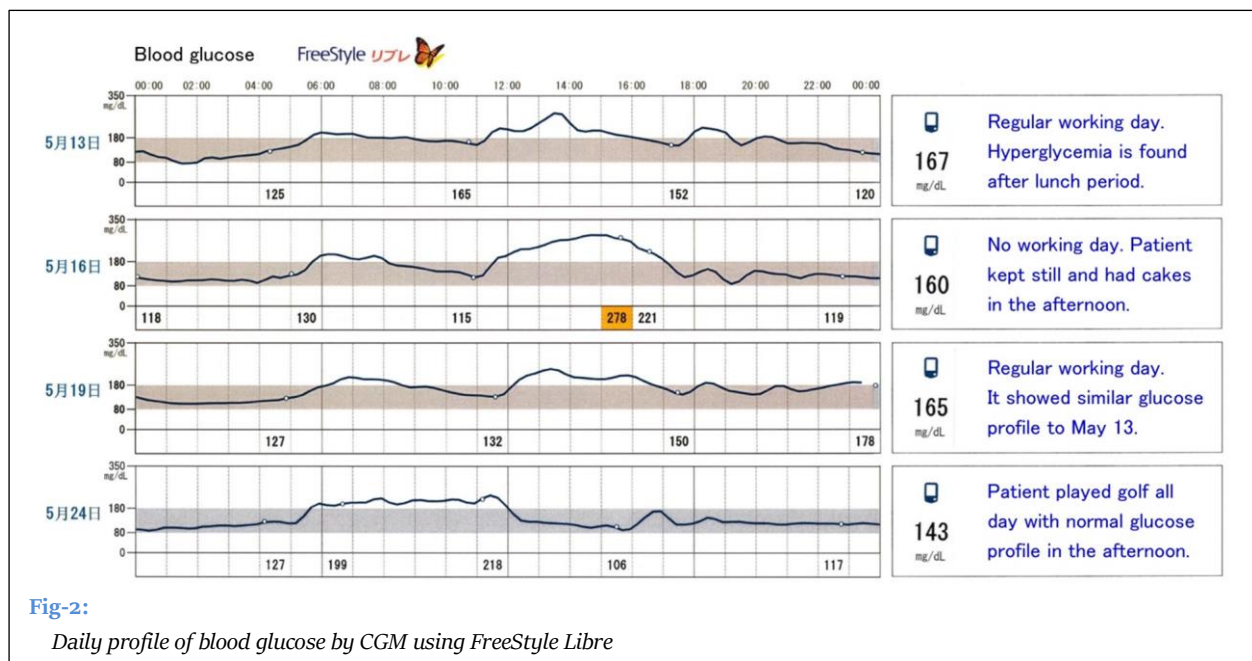 Blood glucose FreeStyle リブレ
00:00 02:00 04:00 06:00 08:00 10:00 12:00 14:00 16:00 18:00 20:00 22:00 00:00
350
mg/dL
180
80
0
5月13日
125 165 152 120
167
mg/dL
Regular working day.
Hyperglycemia is found
after lunch period.
350
mg/dL
180
80
0
5月16日
118 130 115 278 221 119
160
mg/dL
No working day. Patient
kept still and had cakes
in the afternoon.
350
mg/dL
180
80
0
5月19日
127 132 150 178
165
mg/dL
Regular working day.
It showed similar glucose
profile to May 13.
350
mg/dL
180
80
0
5月24日
127 199 218 106 117
143
mg/dL
Patient played golf all
day with normal glucose
profile in the afternoon.
Fig-2:
Daily profile of blood glucose by CGM using FreeStyle Libre